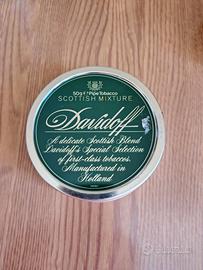 50g e Pipe Tobacco
SCOTTISH MIXTURE
Davidoff
A delicate Scottish Blend
Davidoff's Special Selection
of first-class tobaccos.
Manufactured in
Holland